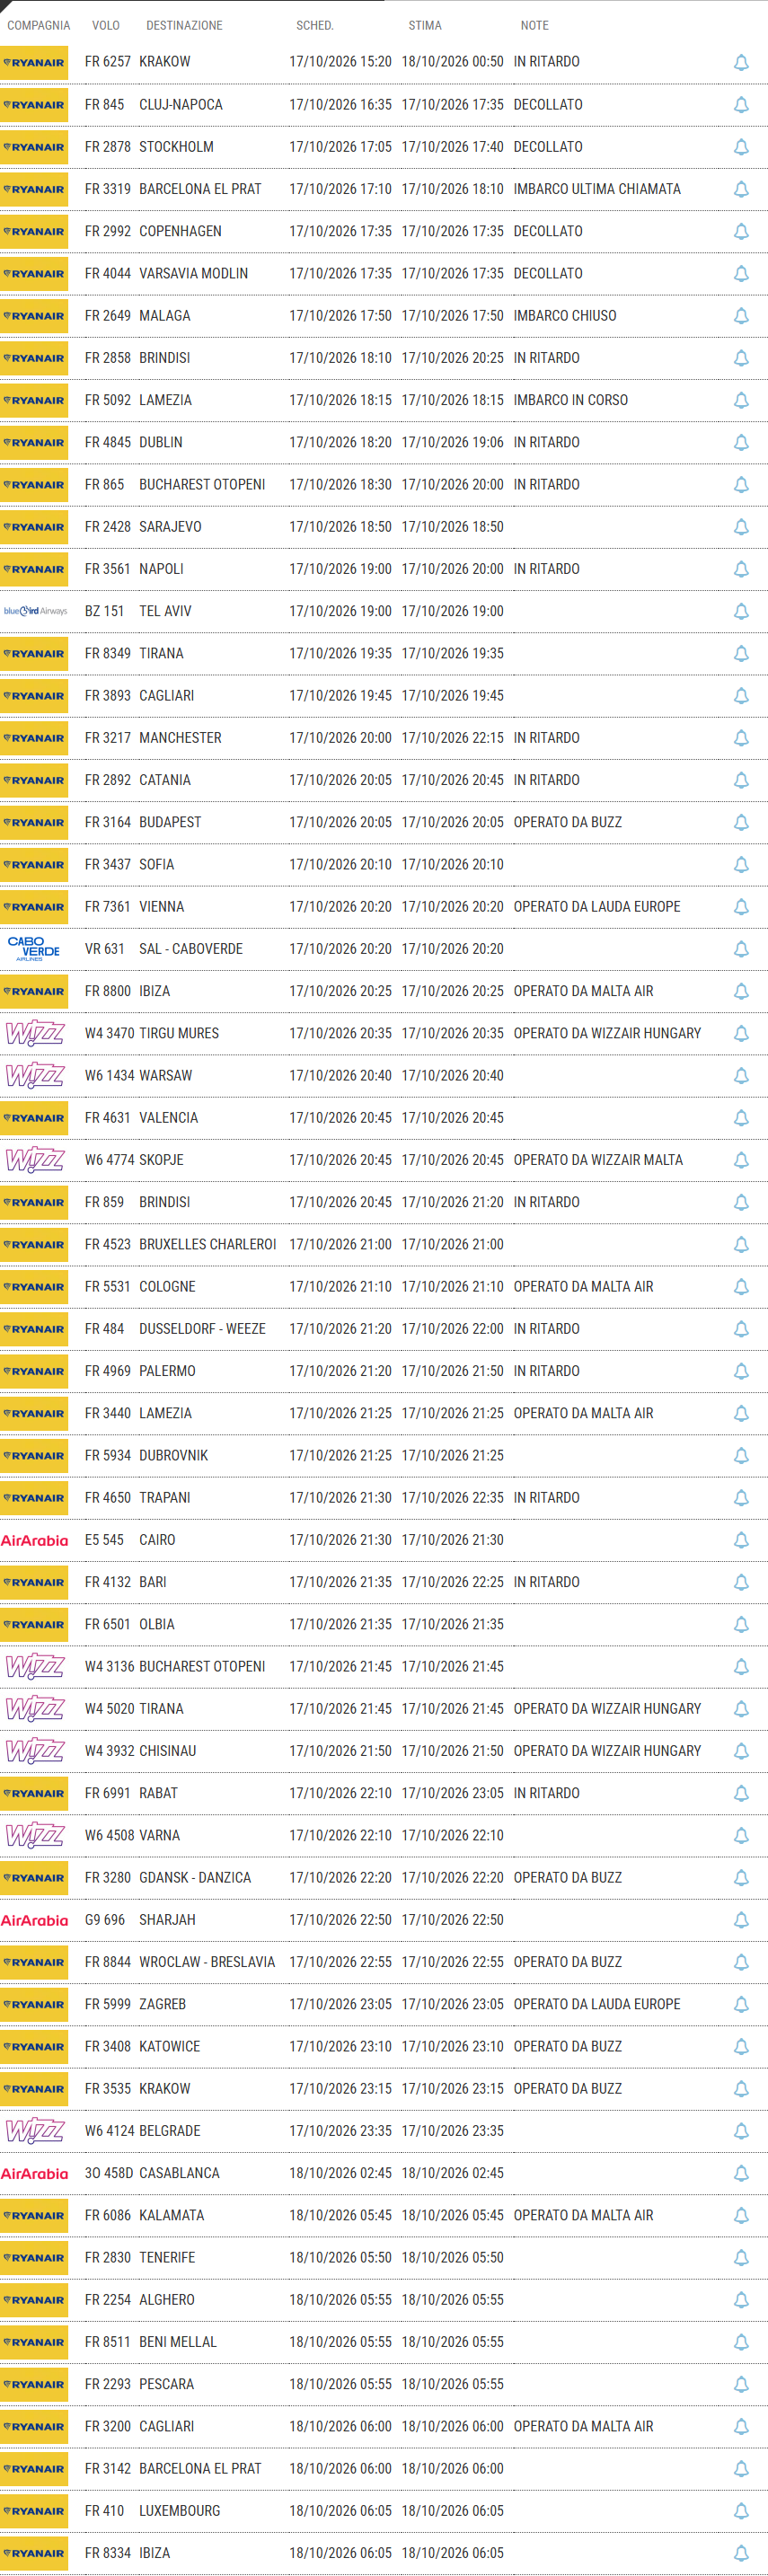 COMPAGNIA VOLO DESTINAZIONE SCHED. STIMA NOTE
RYANAIR FR 6257 KRAKOW 17/10/2026 15:20 18/10/2026 00:50 IN RITARDO
RYANAIR FR 845 CLUJ-NAPOCA 17/10/2026 16:35 17/10/2026 17:35 DECOLLATO
RYANAIR FR 2878 STOCKHOLM 17/10/2026 17:05 17/10/2026 17:40 DECOLLATO
RYANAIR FR 3319 BARCELONA EL PRAT 17/10/2026 17:10 17/10/2026 18:10 IMBARCO ULTIMA CHIAMATA
RYANAIR FR 2992 COPENHAGEN 17/10/2026 17:35 17/10/2026 17:35 DECOLLATO
RYANAIR FR 4044 VARSAVIA MODLIN 17/10/2026 17:35 17/10/2026 17:35 DECOLLATO
RYANAIR FR 2649 MALAGA 17/10/2026 17:50 17/10/2026 17:50 IMBARCO CHIUSO
RYANAIR FR 2858 BRINDISI 17/10/2026 18:10 17/10/2026 20:25 IN RITARDO
RYANAIR FR 5092 LAMEZIA 17/10/2026 18:15 17/10/2026 18:15 IMBARCO IN CORSO
RYANAIR FR 4845 DUBLIN 17/10/2026 18:20 17/10/2026 19:06 IN RITARDO
RYANAIR FR 865 BUCHAREST OTOPENI 17/10/2026 18:30 17/10/2026 20:00 IN RITARDO
RYANAIR FR 2428 SARAJEVO 17/10/2026 18:50 17/10/2026 18:50
RYANAIR FR 3561 NAPOLI 17/10/2026 19:00 17/10/2026 20:00 IN RITARDO
blueBird Airways BZ 151 TEL AVIV 17/10/2026 19:00 17/10/2026 19:00
RYANAIR FR 8349 TIRANA 17/10/2026 19:35 17/10/2026 19:35
RYANAIR FR 3893 CAGLIARI 17/10/2026 19:45 17/10/2026 19:45
RYANAIR FR 3217 MANCHESTER 17/10/2026 20:00 17/10/2026 22:15 IN RITARDO
RYANAIR FR 2892 CATANIA 17/10/2026 20:05 17/10/2026 20:45 IN RITARDO
RYANAIR FR 3164 BUDAPEST 17/10/2026 20:05 17/10/2026 20:05 OPERATO DA BUZZ
RYANAIR FR 3437 SOFIA 17/10/2026 20:10 17/10/2026 20:10
RYANAIR FR 7361 VIENNA 17/10/2026 20:20 17/10/2026 20:20 OPERATO DA LAUDA EUROPE
CABO VERDE AIRLINES VR 631 SAL - CABOVERDE 17/10/2026 20:20 17/10/2026 20:20
RYANAIR FR 8800 IBIZA 17/10/2026 20:25 17/10/2026 20:25 OPERATO DA MALTA AIR
Wizz W4 3470 TIRGU MURES 17/10/2026 20:35 17/10/2026 20:35 OPERATO DA WIZZAIR HUNGARY
Wizz W6 1434 WARSAW 17/10/2026 20:40 17/10/2026 20:40
RYANAIR FR 4631 VALENCIA 17/10/2026 20:45 17/10/2026 20:45
Wizz W6 4774 SKOPJE 17/10/2026 20:45 17/10/2026 20:45 OPERATO DA WIZZAIR MALTA
RYANAIR FR 859 BRINDISI 17/10/2026 20:45 17/10/2026 21:20 IN RITARDO
RYANAIR FR 4523 BRUXELLES CHARLEROI 17/10/2026 21:00 17/10/2026 21:00
RYANAIR FR 5531 COLOGNE 17/10/2026 21:10 17/10/2026 21:10 OPERATO DA MALTA AIR
RYANAIR FR 484 DUSSELDORF - WEEZE 17/10/2026 21:20 17/10/2026 22:00 IN RITARDO
RYANAIR FR 4969 PALERMO 17/10/2026 21:20 17/10/2026 21:50 IN RITARDO
RYANAIR FR 3440 LAMEZIA 17/10/2026 21:25 17/10/2026 21:25 OPERATO DA MALTA AIR
RYANAIR FR 5934 DUBROVNIK 17/10/2026 21:25 17/10/2026 21:25
RYANAIR FR 4650 TRAPANI 17/10/2026 21:30 17/10/2026 22:35 IN RITARDO
AirArabia E5 545 CAIRO 17/10/2026 21:30 17/10/2026 21:30
RYANAIR FR 4132 BARI 17/10/2026 21:35 17/10/2026 22:25 IN RITARDO
RYANAIR FR 6501 OLBIA 17/10/2026 21:35 17/10/2026 21:35
Wizz W4 3136 BUCHAREST OTOPENI 17/10/2026 21:45 17/10/2026 21:45
Wizz W4 5020 TIRANA 17/10/2026 21:45 17/10/2026 21:45 OPERATO DA WIZZAIR HUNGARY
Wizz W4 3932 CHISINAU 17/10/2026 21:50 17/10/2026 21:50 OPERATO DA WIZZAIR HUNGARY
RYANAIR FR 6991 RABAT 17/10/2026 22:10 17/10/2026 23:05 IN RITARDO
Wizz W6 4508 VARNA 17/10/2026 22:10 17/10/2026 22:10
RYANAIR FR 3280 GDANSK - DANZICA 17/10/2026 22:20 17/10/2026 22:20 OPERATO DA BUZZ
AirArabia G9 696 SHARJAH 17/10/2026 22:50 17/10/2026 22:50
RYANAIR FR 8844 WROCLAW - BRESLAVIA 17/10/2026 22:55 17/10/2026 22:55 OPERATO DA BUZZ
RYANAIR FR 5999 ZAGREB 17/10/2026 23:05 17/10/2026 23:05 OPERATO DA LAUDA EUROPE
RYANAIR FR 3408 KATOWICE 17/10/2026 23:10 17/10/2026 23:10 OPERATO DA BUZZ
RYANAIR FR 3535 KRAKOW 17/10/2026 23:15 17/10/2026 23:15 OPERATO DA BUZZ
Wizz W6 4124 BELGRADE 17/10/2026 23:35 17/10/2026 23:35
AirArabia 3O 458D CASABLANCA 18/10/2026 02:45 18/10/2026 02:45
RYANAIR FR 6086 KALAMATA 18/10/2026 05:45 18/10/2026 05:45 OPERATO DA MALTA AIR
RYANAIR FR 2830 TENERIFE 18/10/2026 05:50 18/10/2026 05:50
RYANAIR FR 2254 ALGHERO 18/10/2026 05:55 18/10/2026 05:55
RYANAIR FR 8511 BENI MELLAL 18/10/2026 05:55 18/10/2026 05:55
RYANAIR FR 2293 PESCARA 18/10/2026 05:55 18/10/2026 05:55
RYANAIR FR 3200 CAGLIARI 18/10/2026 06:00 18/10/2026 06:00 OPERATO DA MALTA AIR
RYANAIR FR 3142 BARCELONA EL PRAT 18/10/2026 06:00 18/10/2026 06:00
RYANAIR FR 410 LUXEMBOURG 18/10/2026 06:05 18/10/2026 06:05
RYANAIR FR 8334 IBIZA 18/10/2026 06:05 18/10/2026 06:05